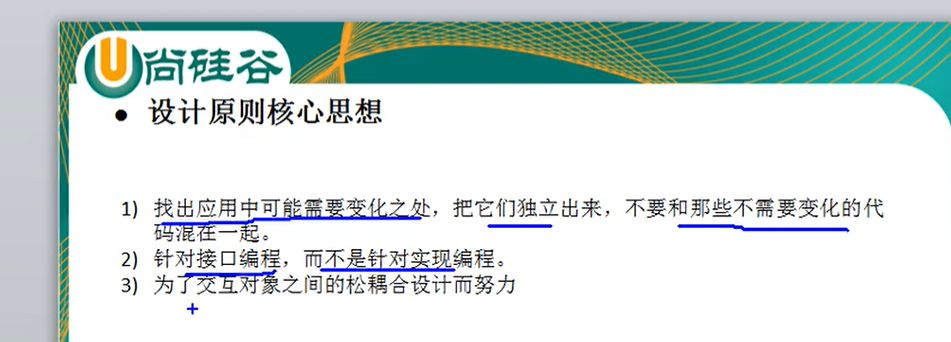 U尚硅谷
● 设计原则核心思想
1) 找出应用中可能需要变化之处，把它们独立出来，不要和那些不需要变化的代
码混在一起。
2) 针对接口编程，而不是针对实现编程。
3) 为了交互对象之间的松耦合设计而努力